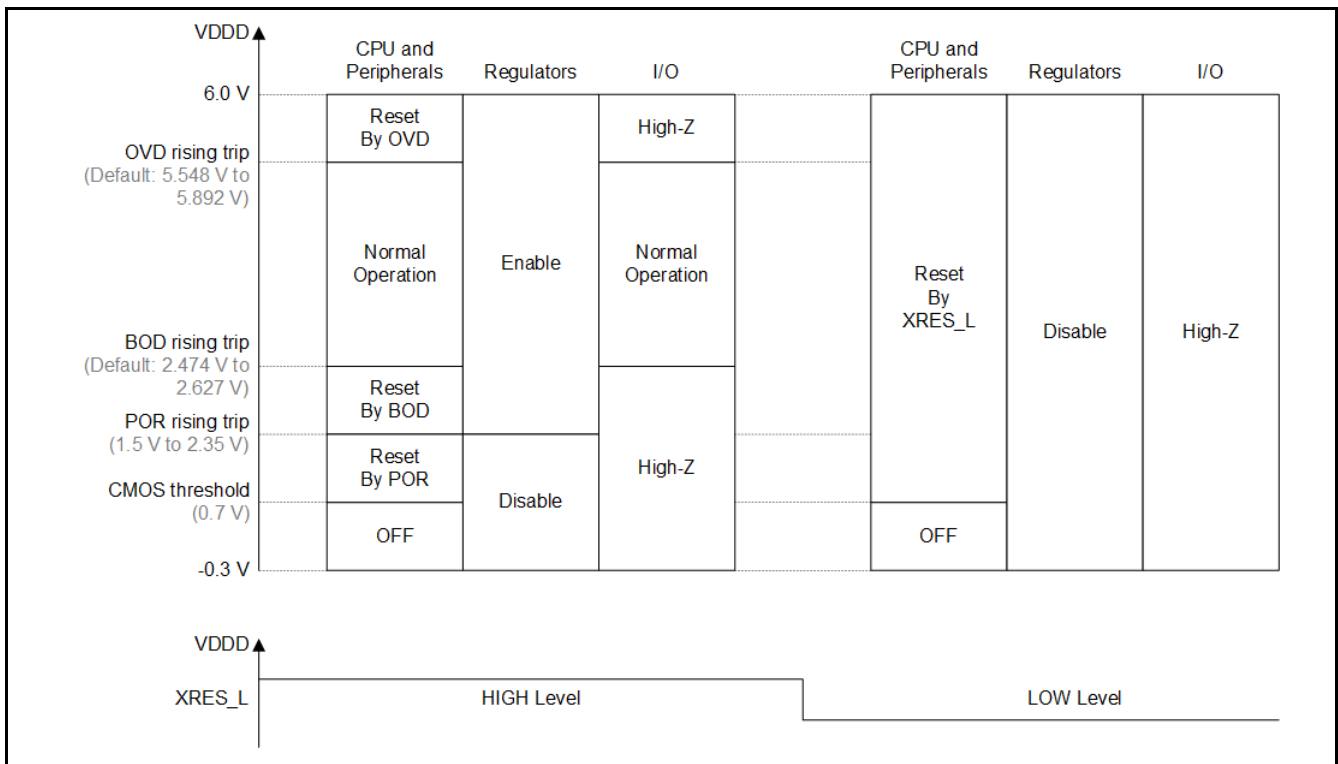 VDDD
CPU and
Peripherals
Regulators
I/O
CPU and
Peripherals
Regulators
I/O
6.0 V
Reset
By OVD
High-Z
OVD rising trip
(Default: 5.548 V to
5.892 V)
Normal
Operation
Enable
Normal
Operation
Reset
By
XRES_L
Disable
High-Z
BOD rising trip
(Default: 2.474 V to
2.627 V)
Reset
By BOD
POR rising trip
(1.5 V to 2.35 V)
Reset
By POR
High-Z
CMOS threshold
(0.7 V)
Disable
OFF
OFF
-0.3 V
VDDD
XRES_L
HIGH Level
LOW Level